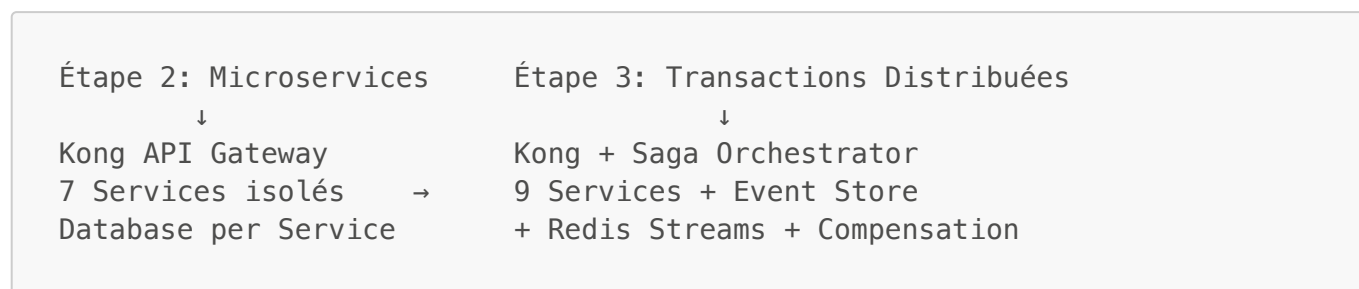 Étape 2: Microservices     Étape 3: Transactions Distribuées
↓     ↓
Kong API Gateway     Kong + Saga Orchestrator
7 Services isolés    →     9 Services + Event Store
Database per Service     + Redis Streams + Compensation